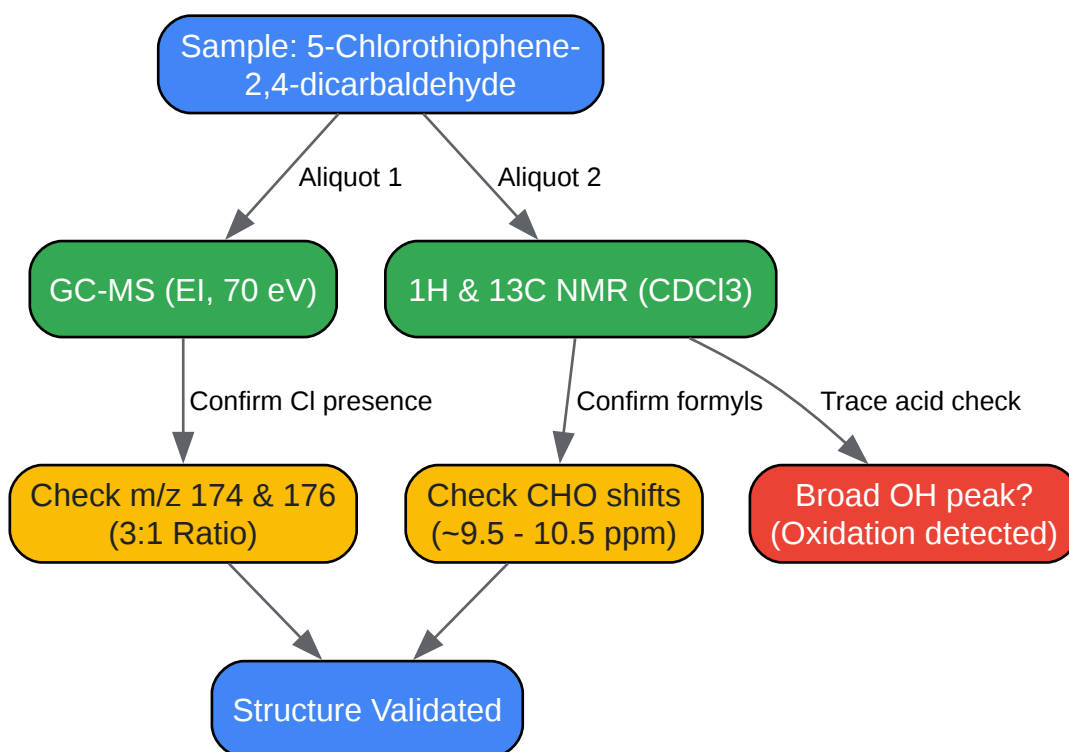 Sample: 5-Chlorothiophene-
2,4-dicarbaldehyde
Aliquot 1
Aliquot 2
GC-MS (EI, 70 eV)
1H & 13C NMR (CDCl3)
Confirm Cl presence
Confirm formyls
Trace acid check
Check m/z 174 & 176
(3:1 Ratio)
Check CHO shifts
(~9.5 - 10.5 ppm)
Broad OH peak?
(Oxidation detected)
Structure Validated